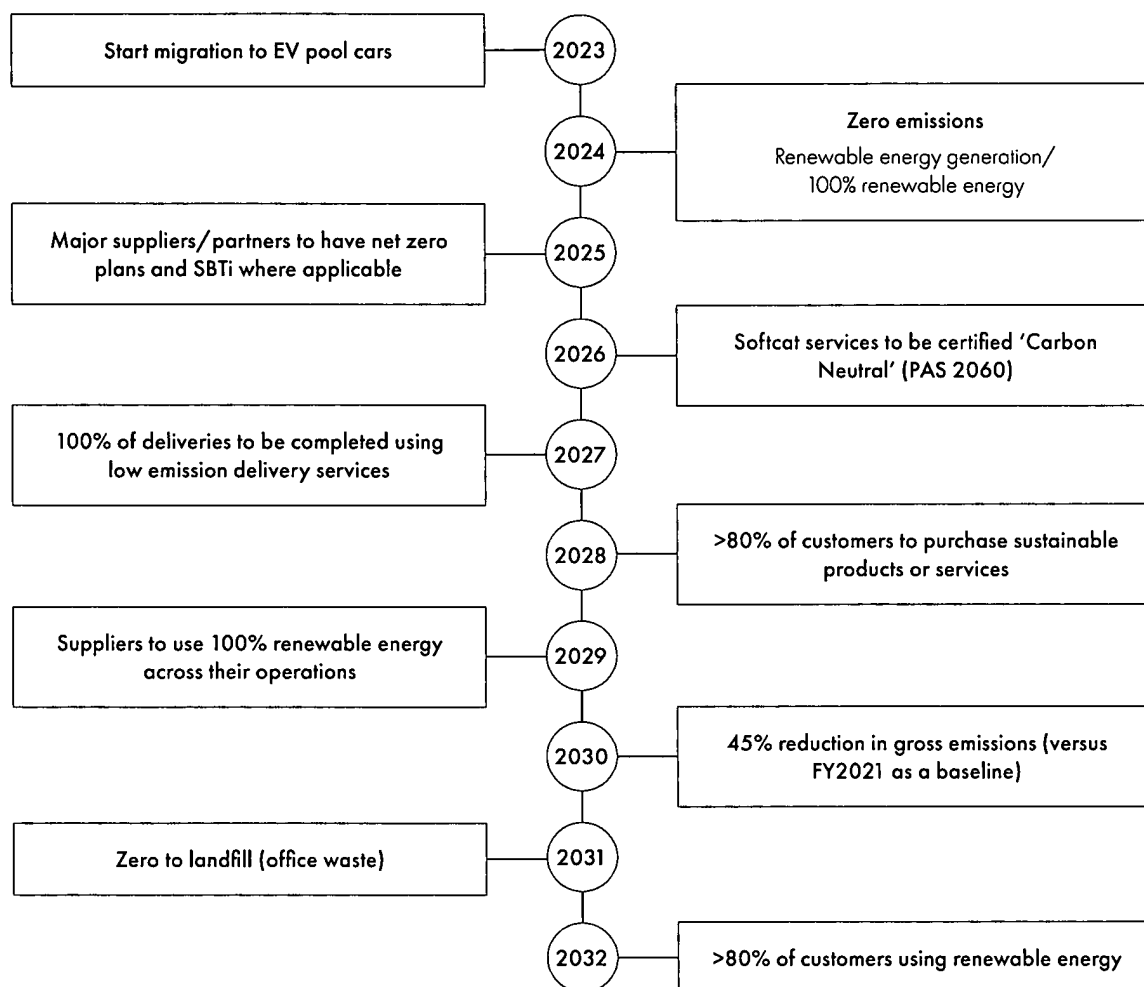 Start migration to EV pool cars
2023
2024
Zero emissions
Renewable energy generation/
100% renewable energy
Major suppliers/partners to have net zero
plans and SBTi where applicable
2025
2026
Softcat services to be certified ‘Carbon
Neutral’ (PAS 2060)
100% of deliveries to be completed using
low emission delivery services
2027
2028
>80% of customers to purchase sustainable
products or services
Suppliers to use 100% renewable energy
across their operations
2029
2030
45% reduction in gross emissions (versus
FY2021 as a baseline)
Zero to landfill (office waste)
2031
2032
>80% of customers using renewable energy